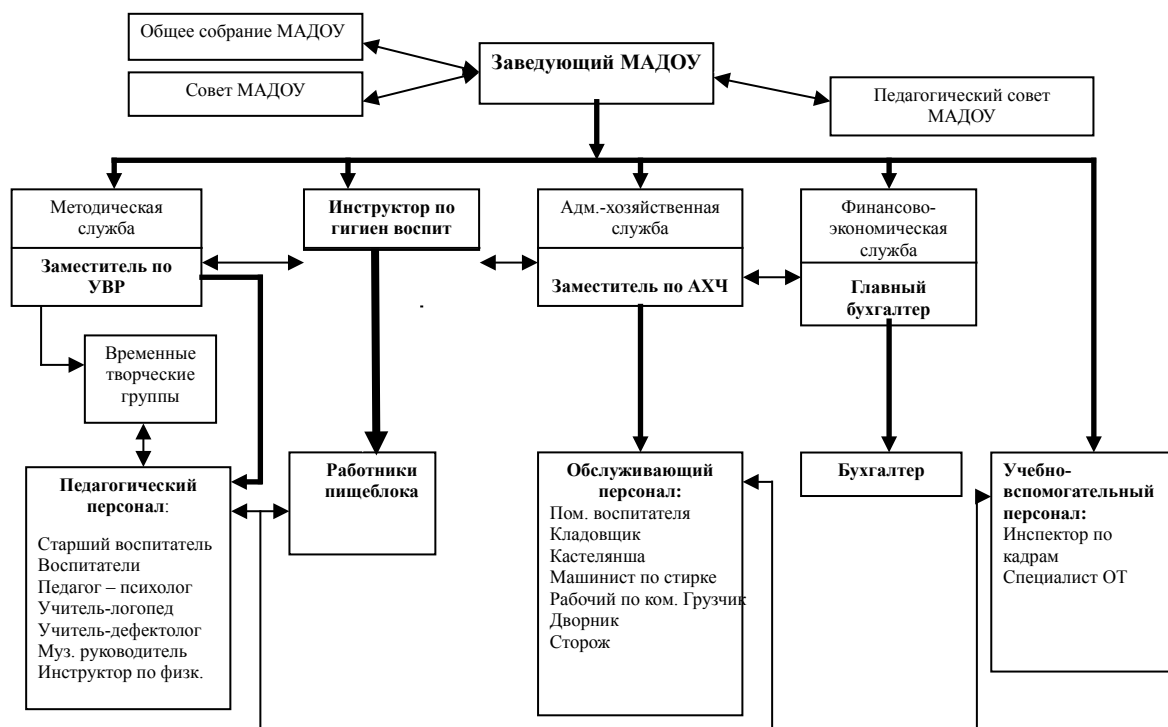 Общее собрание МАДОУ
Заведующий МАДОУ
Совет МАДОУ
Педагогический совет
МАДОУ
Методическая
служба
Заместитель по
УВР
Инструктор по
гигиен воспит
Адм.-хозяйственная
служба
Заместитель по АХЧ
Финансово-
экономическая
служба
Главный
бухгалтер
Временные
творческие
группы
Педагогический
персонал:
Старший воспитатель
Воспитатели
Педагог – психолог
Учитель-логопед
Учитель-дефектолог
Муз. руководитель
Инструктор по физк.
Работники
пищеблока
Обслуживающий
персонал:
Пом. воспитателя
Кладовщик
Кастелянша
Машинист по стирке
Рабочий по ком. Грузчик
Дворник
Сторож
Бухгалтер
Учебно-
вспомогательный
персонал:
Инспектор по
кадрам
Специалист ОТ